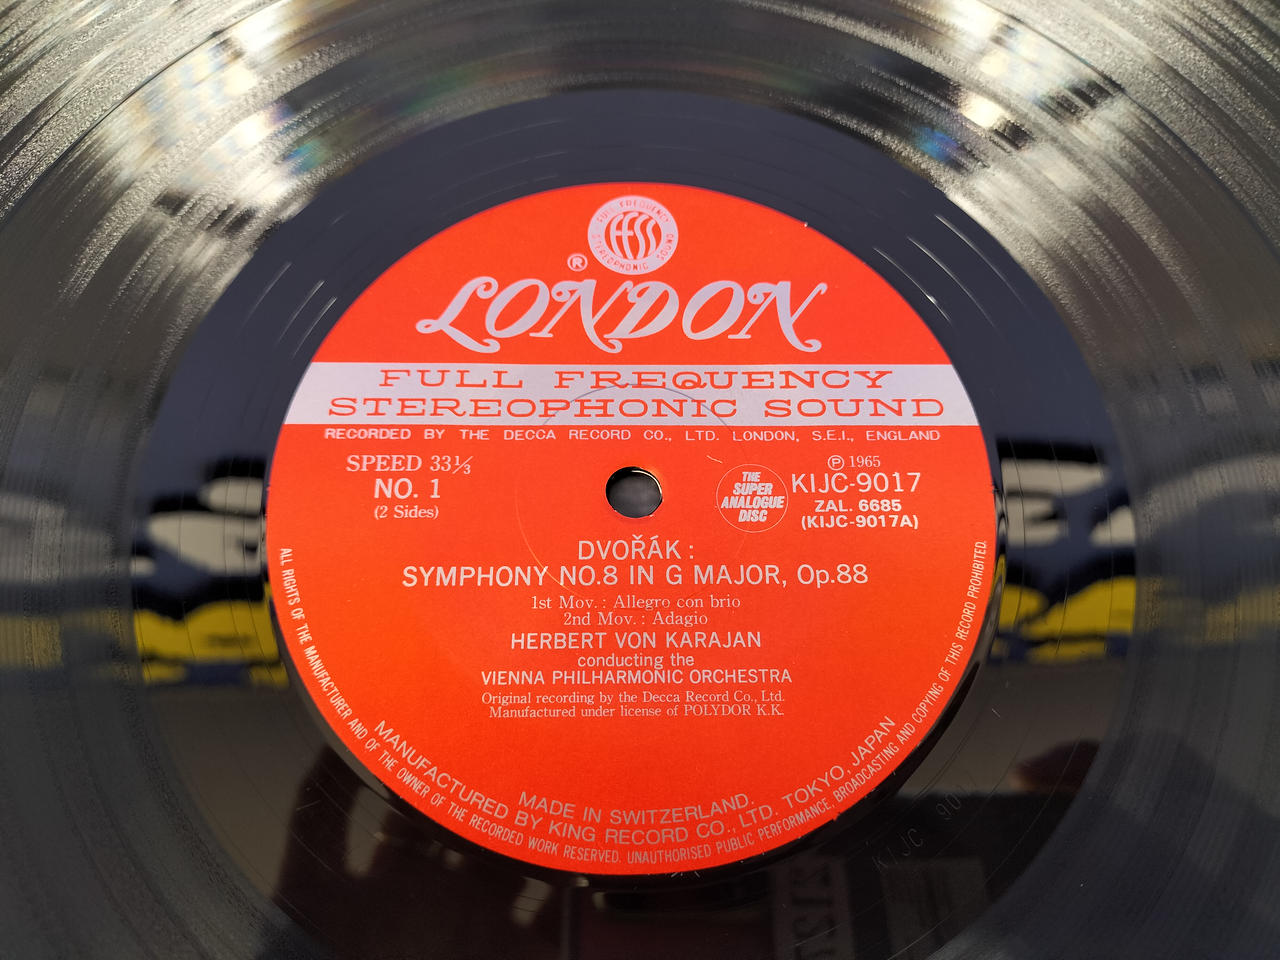 FULL FREQUENCY
ffss
STEREOPHONIC SOUND
®
LONDON
FULL FREQUENCY
STEREOPHONIC SOUND
RECORDED BY THE DECCA RECORD CO., LTD. LONDON, S.E.I., ENGLAND
SPEED 33⅓
NO. 1
(2 Sides)
THE
SUPER
ANALOGUE
DISC
Ⓟ 1965
KIJC-9017
ZAL. 6685
(KIJC-9017A)
DVOŘÁK :
SYMPHONY NO.8 IN G MAJOR, Op.88
1st Mov. : Allegro con brio
2nd Mov. : Adagio
HERBERT VON KARAJAN
conducting the
VIENNA PHILHARMONIC ORCHESTRA
Original recording by the Decca Record Co., Ltd.
Manufactured under license of POLYDOR K.K.
MADE IN SWITZERLAND.
MANUFACTURED BY KING RECORD CO., LTD. TOKYO, JAPAN
ALL RIGHTS OF THE MANUFACTURER AND OF THE OWNER OF THE RECORDED WORK RESERVED. UNAUTHORISED PUBLIC PERFORMANCE, BROADCASTING AND COPYING OF THIS RECORD PROHIBITED.
KIJC